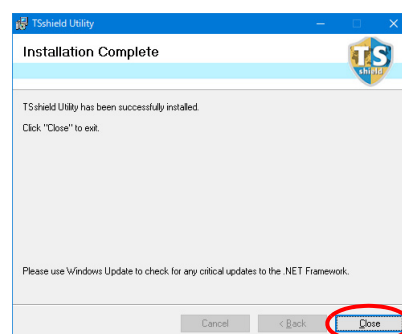 TSshield Utility
Installation Complete
TS
shield
TSshield Utility has been successfully installed.
Click "Close" to exit.
Please use Windows Update to check for any critical updates to the .NET Framework.
Cancel
< Back
Close